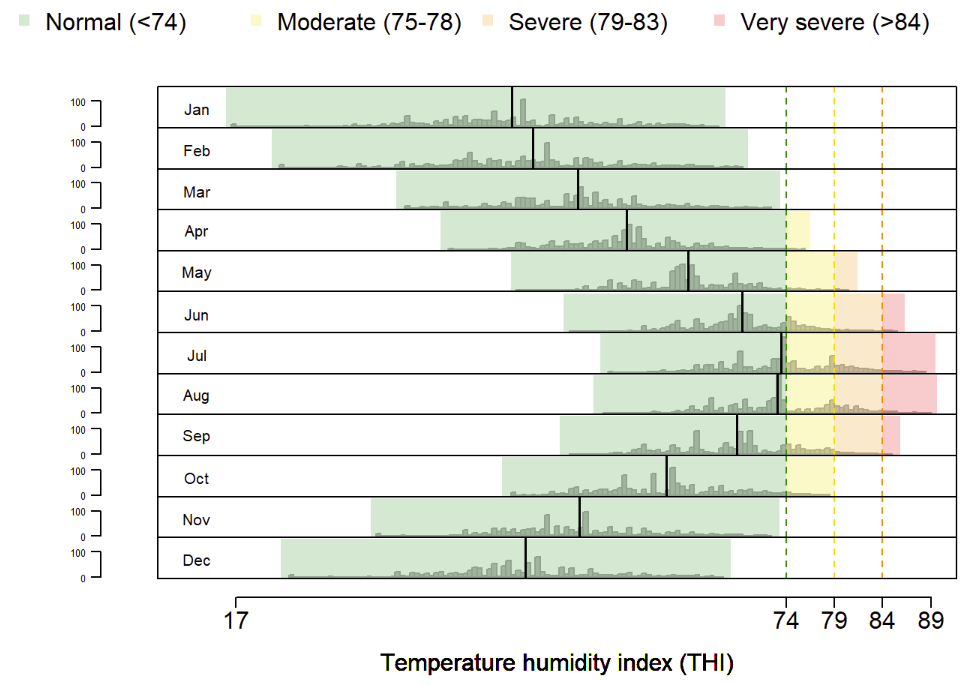 Normal (<74) Moderate (75-78) Severe (79-83) Very severe (>84)
100 Jan
0
100 Feb
0
100 Mar
0
100 Apr
0
100 May
0
100 Jun
0
100 Jul
0
100 Aug
0
100 Sep
0
100 Oct
0
100 Nov
0
100 Dec
0
17 74 79 84 89
Temperature humidity index (THI)